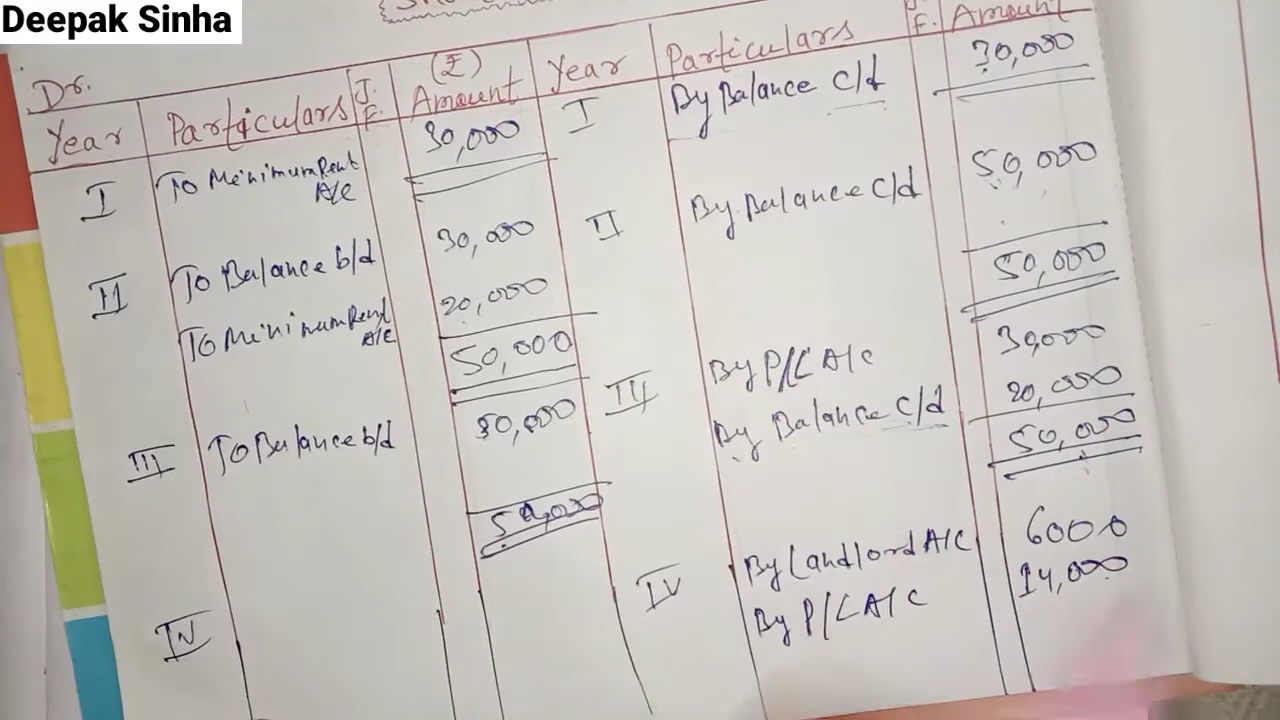 Deepak Sinha
Dr.
Year Particulars J.F. (₹) Amount Year Particulars F. Amount
I To Minimum Rent A/c 30,000 I By Balance c/d 30,000
II To Balance b/d 30,000 II By Balance c/d 50,000
To Minimum Rent A/c 20,000
50,000 50,000
III To Balance b/d 50,000 III By P/L A/c 30,000
By Balance c/d 20,000
50,000 50,000
IV IV By Landlord A/c 6000
By P/L A/c 14,000